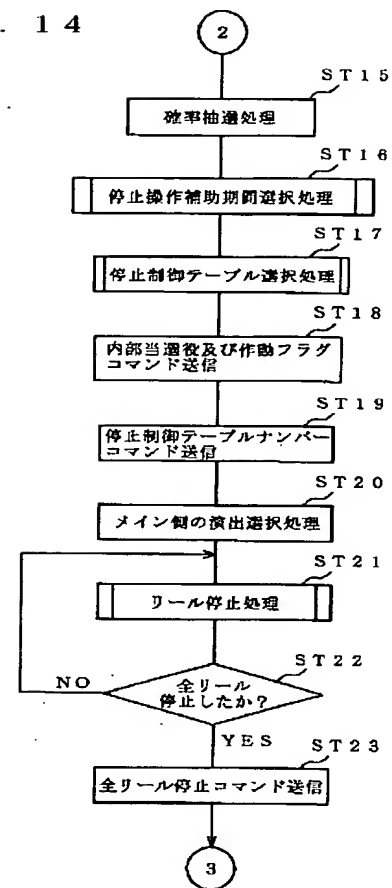 14
2
ST15
確率抽選処理
ST16
停止操作補助期間選択処理
ST17
停止制御テーブル選択処理
ST18
内部当選役及び作動フラグ
コマンド送信
ST19
停止制御テーブルナンバー
コマンド送信
ST20
メイン側の演出選択処理
ST21
リール停止処理
ST22
全リール
停止したか?
NO
YES
ST23
全リール停止コマンド送信
3